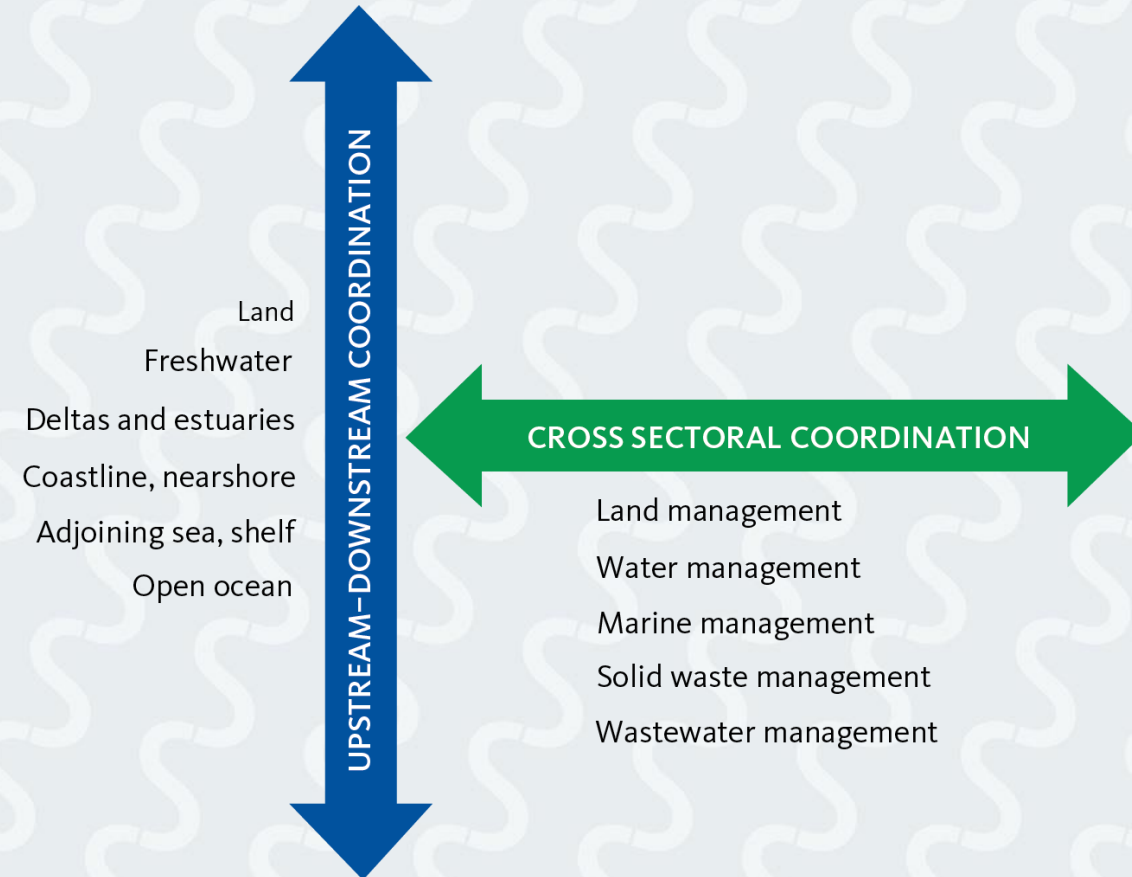 UPSTREAM–DOWNSTREAM COORDINATION
Land
Freshwater
Deltas and estuaries
Coastline, nearshore
Adjoining sea, shelf
Open ocean
CROSS SECTORAL COORDINATION
Land management
Water management
Marine management
Solid waste management
Wastewater management